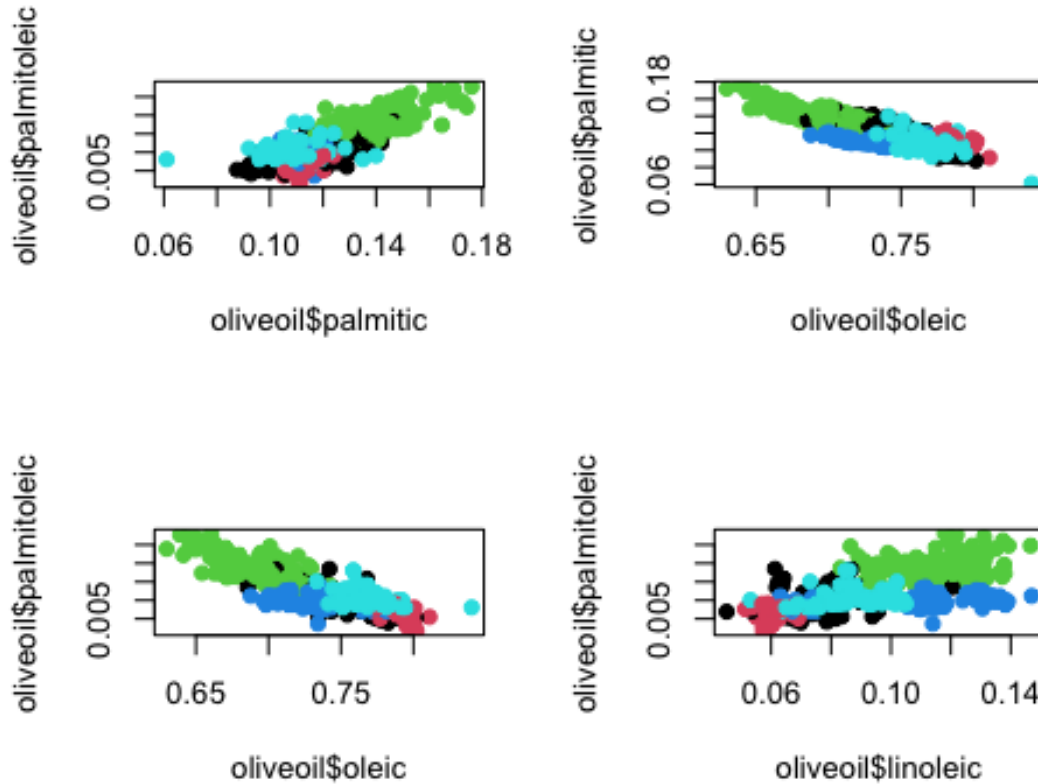 oliveoil$palmitoleic
0.005
0.06 0.10 0.14 0.18
oliveoil$palmitic
oliveoil$palmitic
0.18
0.06
0.65 0.75
oliveoil$oleic
oliveoil$palmitoleic
0.005
0.65 0.75
oliveoil$oleic
oliveoil$palmitoleic
0.005
0.06 0.10 0.14
oliveoil$linoleic